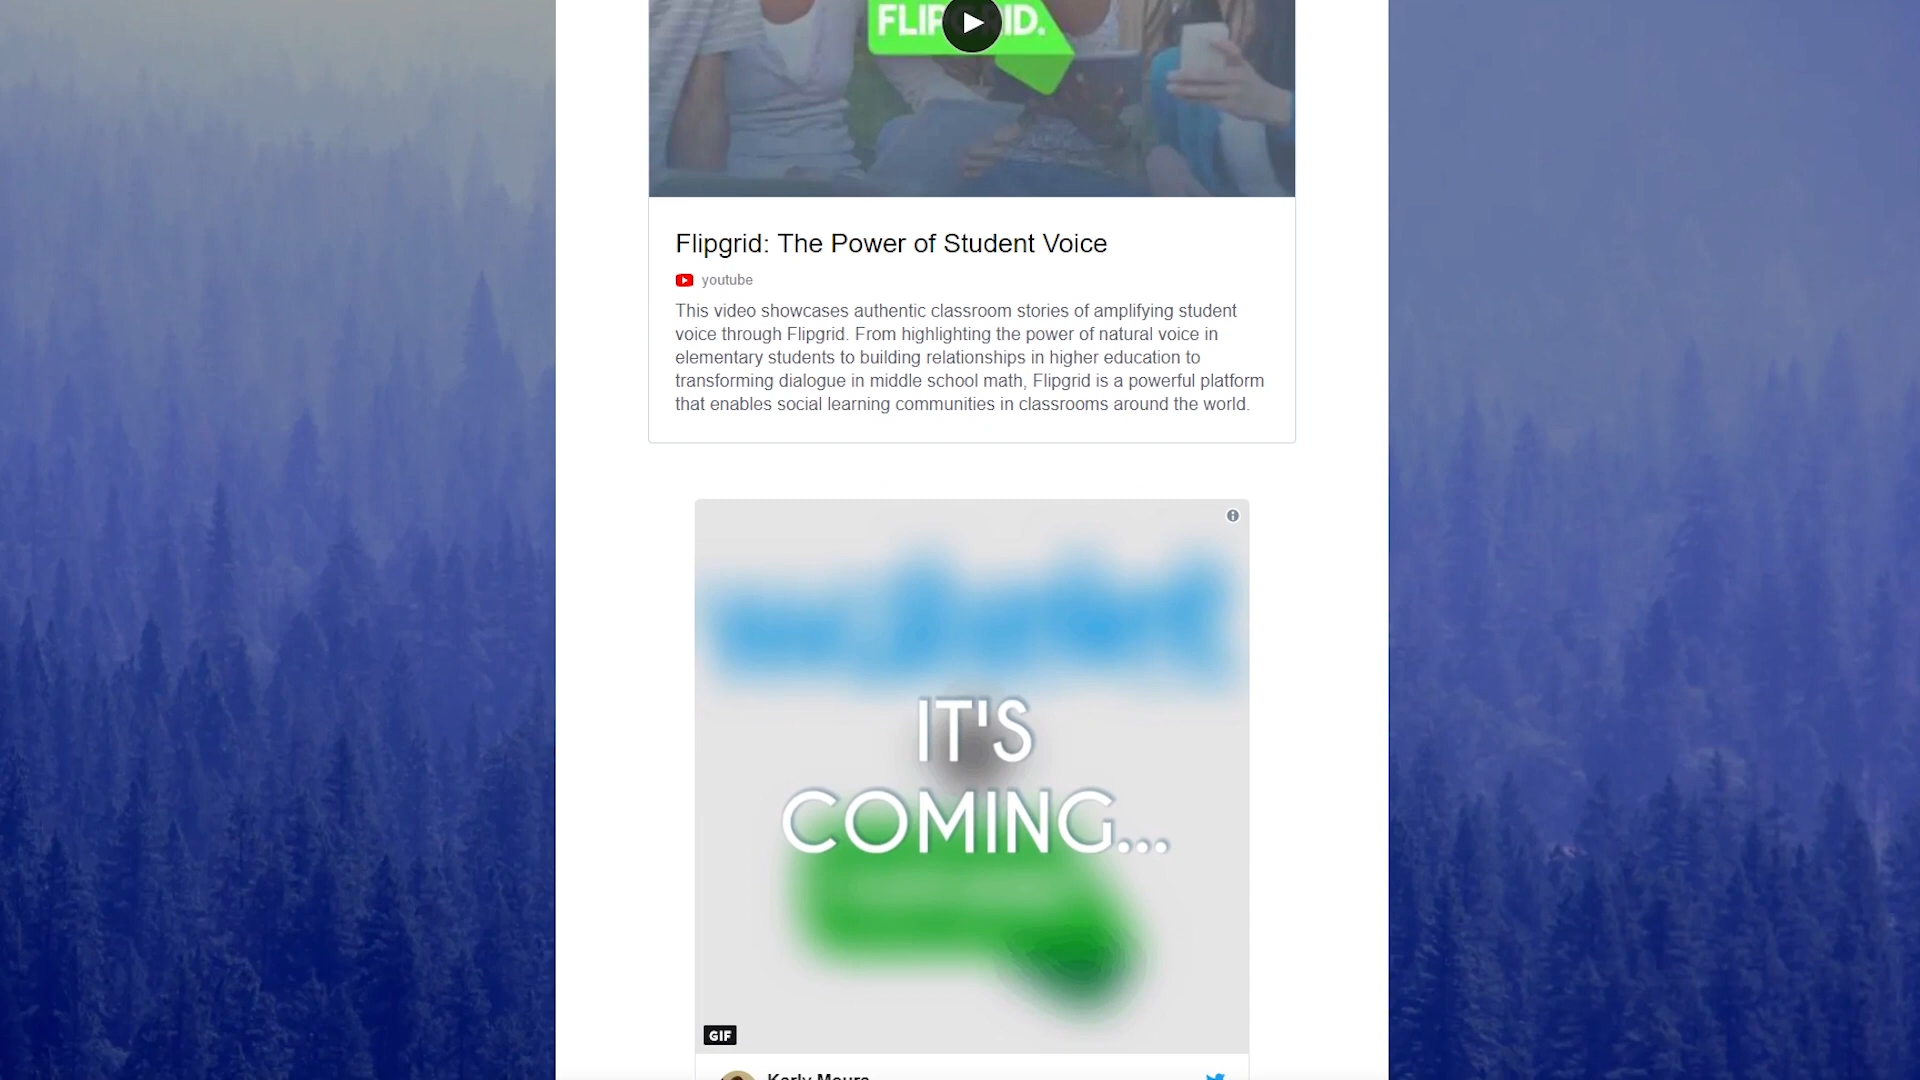 FLIPGRID.
Flipgrid: The Power of Student Voice
youtube
This video showcases authentic classroom stories of amplifying student
voice through Flipgrid. From highlighting the power of natural voice in
elementary students to building relationships in higher education to
transforming dialogue in middle school math, Flipgrid is a powerful platform
that enables social learning communities in classrooms around the world.
IT'S
COMING...
GIF
Karly Moura